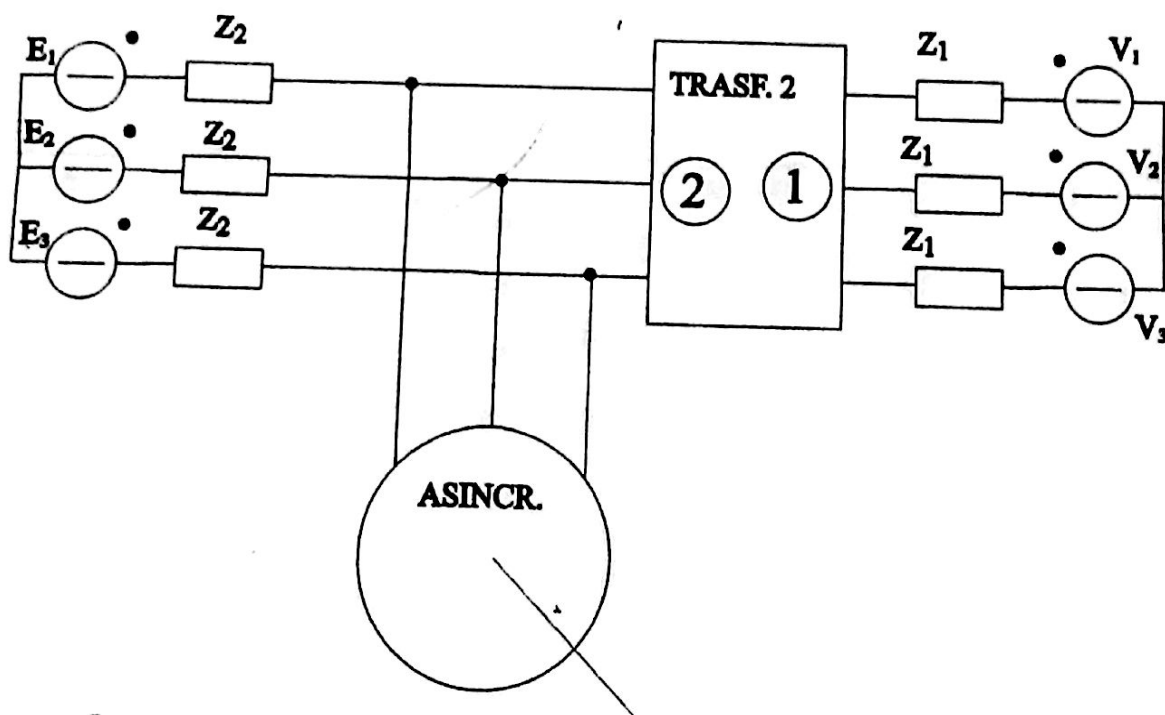 E₁
Z₂
E₂
Z₂
E₃
Z₂
TRASF. 2
2
1
Z₁
V₁
Z₁
V₂
Z₁
V₃
ASINCR.